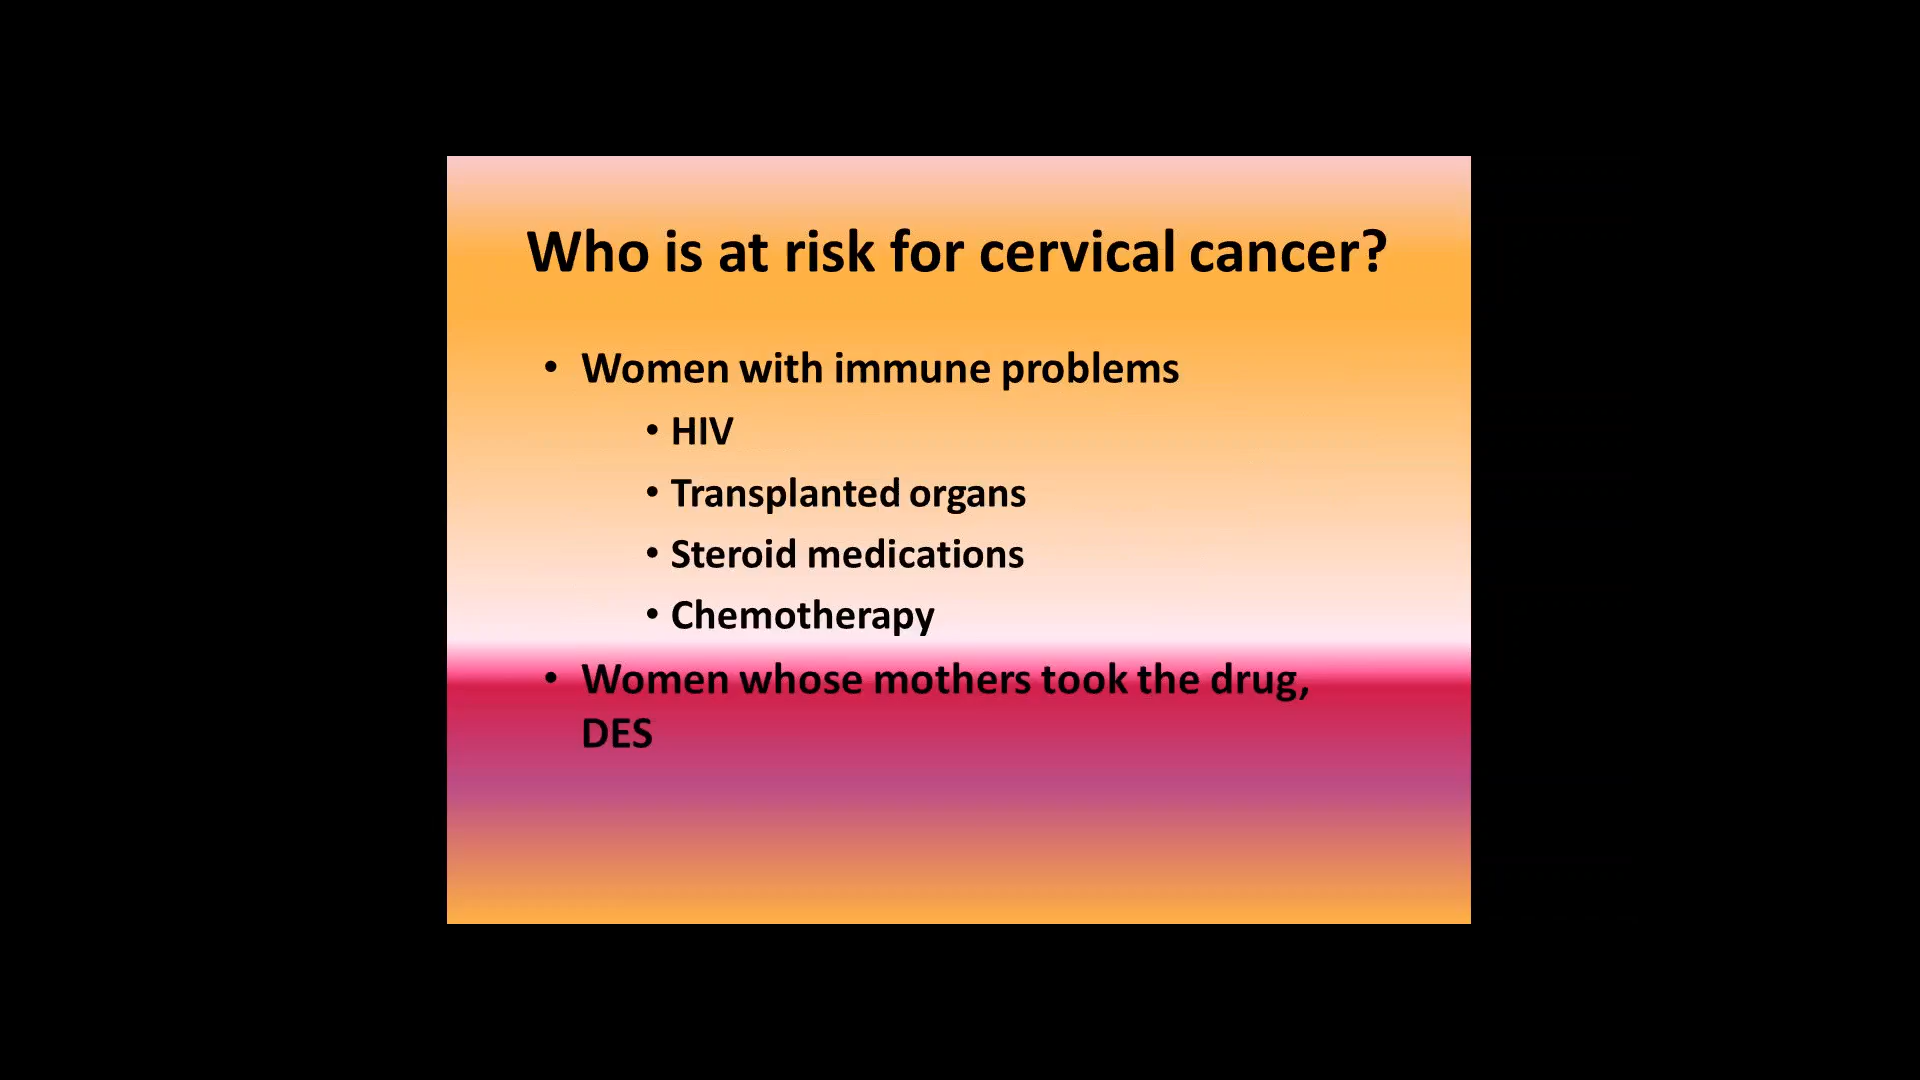 Who is at risk for cervical cancer?
• Women with immune problems
• HIV
• Transplanted organs
• Steroid medications
• Chemotherapy
• Women whose mothers took the drug,
DES